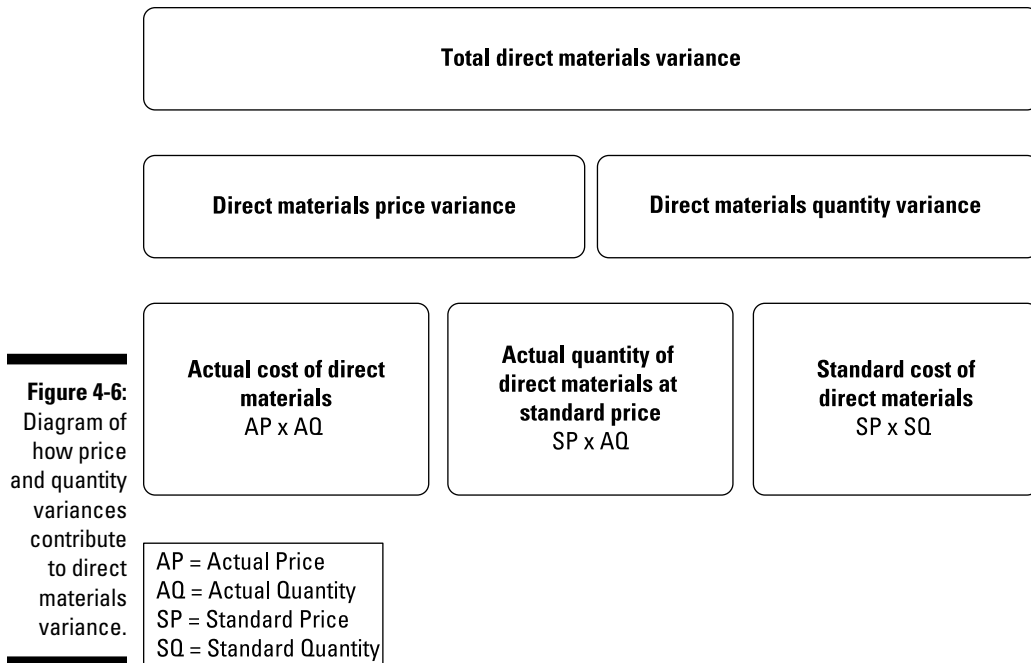 Total direct materials variance
Direct materials price variance
Direct materials quantity variance
Actual cost of direct
materials
AP x AQ
Actual quantity of
direct materials at
standard price
SP x AQ
Standard cost of
direct materials
SP x SQ
Figure 4-6:
Diagram of
how price
and quantity
variances
contribute
to direct
materials
variance.
AP = Actual Price
AQ = Actual Quantity
SP = Standard Price
SQ = Standard Quantity